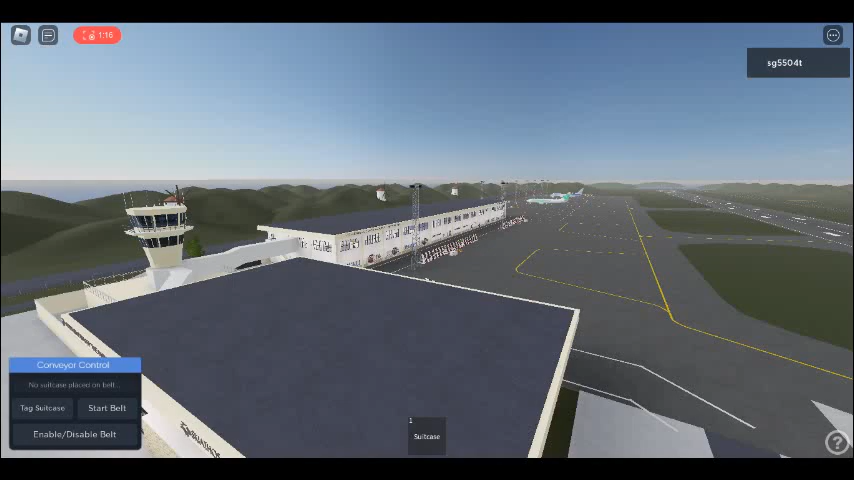 1:16
sg5504t
Conveyor Control
No suitcase placed on belt...
Tag Suitcase
Start Belt
Enable/Disable Belt
1
Suitcase
?